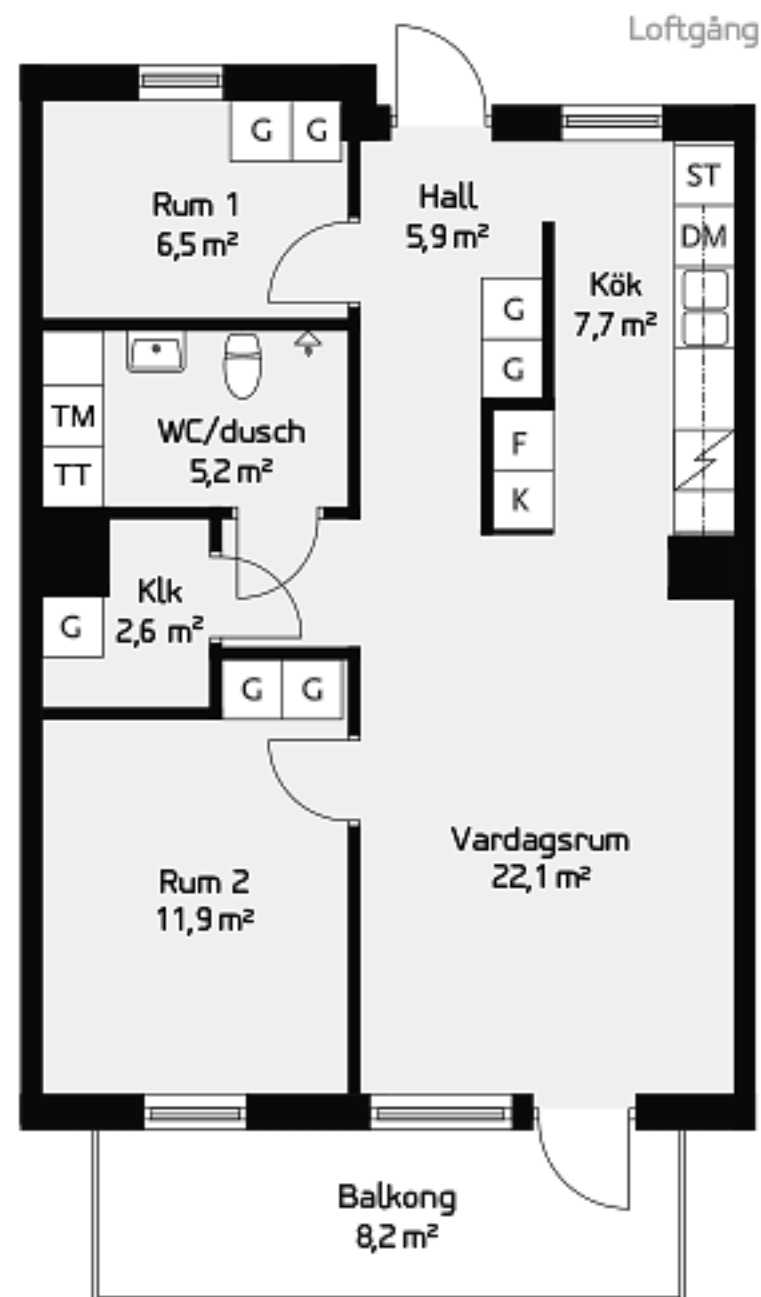 Loftgång
G G
ST
Rum 1
6,5 m²
Hall
5,9 m²
DM
Kök
7,7 m²
G
G
TM
WC/dusch
5,2 m²
TT
F
K
Klk
2,6 m²
G
G G
Vardagsrum
22,1 m²
Rum 2
11,9 m²
Balkong
8,2 m²